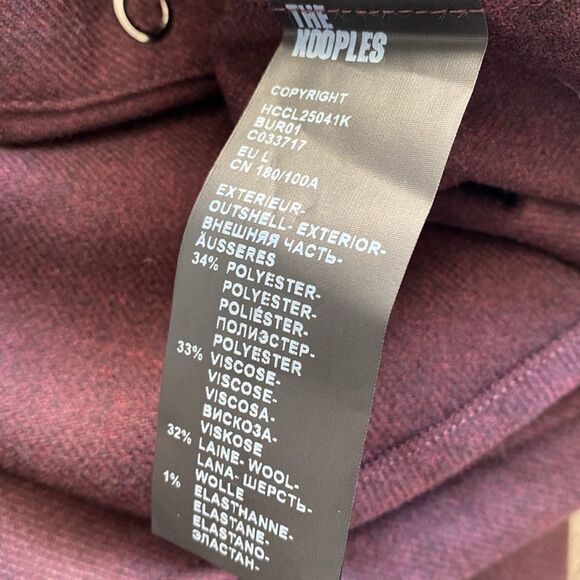 THE
KOOPLES
COPYRIGHT
HCCL25041K
BUR01
C033717
EU L
CN 180/100A
EXTERIEUR-
OUTSHELL- EXTERIOR-
ВНЕШНЯЯ ЧАСТЬ-
ÄUSSERES
34% POLYESTER-
POLYESTER-
POLIÉSTER-
ПОЛИЭСТЕР-
POLYESTER
33% VISCOSE-
VISCOSE-
VISCOSA-
ВИСКОЗА-
VISKOSE
32% LAINE- WOOL-
LANA- ШЕРСТЬ-
WOLLE
1% ELASTHANNE-
ELASTANE-
ELASTANO-
ЭЛАСТАН-